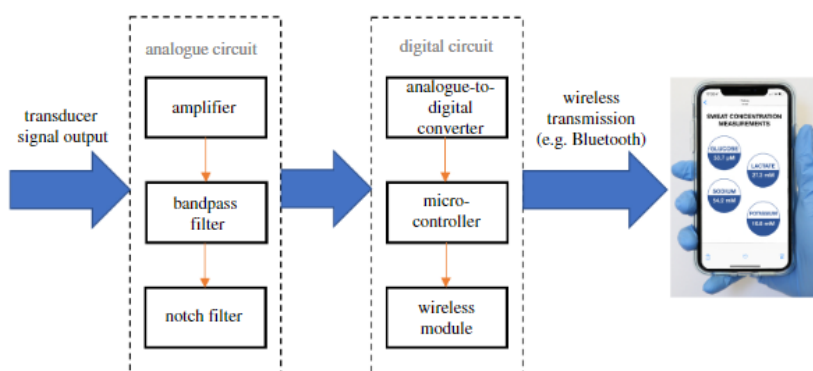 analogue circuit
digital circuit
transducer
signal output
amplifier
bandpass
filter
notch filter
analogue-to-
digital
converter
micro-
controller
wireless
module
wireless
transmission
(e.g. Bluetooth)
SWEAT CONCENTRATION
MEASUREMENTS
GLUCOSE
LACTATE
SODIUM
POTASSIUM